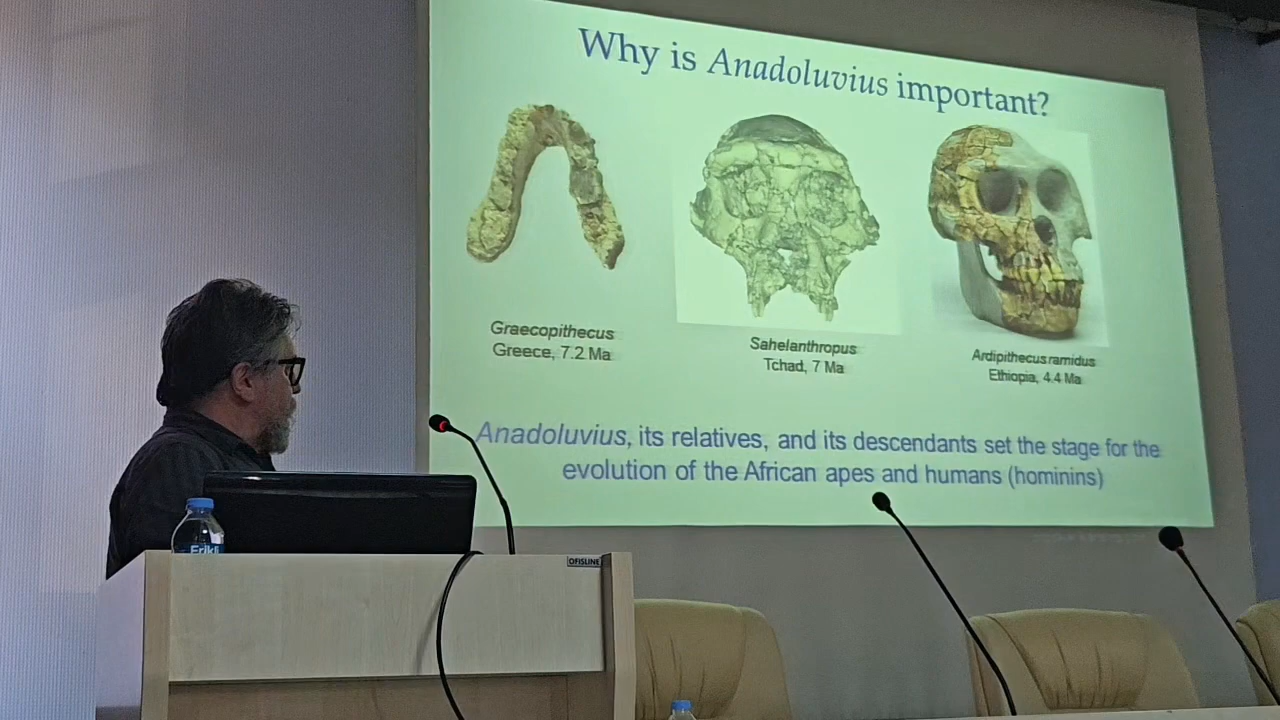 Why is Anadoluvius important?
Graecopithecus
Greece, 7.2 Ma
Sahelanthropus
Tchad, 7 Ma
Ardipithecus ramidus
Ethiopia, 4.4 Ma
Anadoluvius, its relatives, and its descendants set the stage for the
evolution of the African apes and humans (hominins)
Erikli
OFISLINE